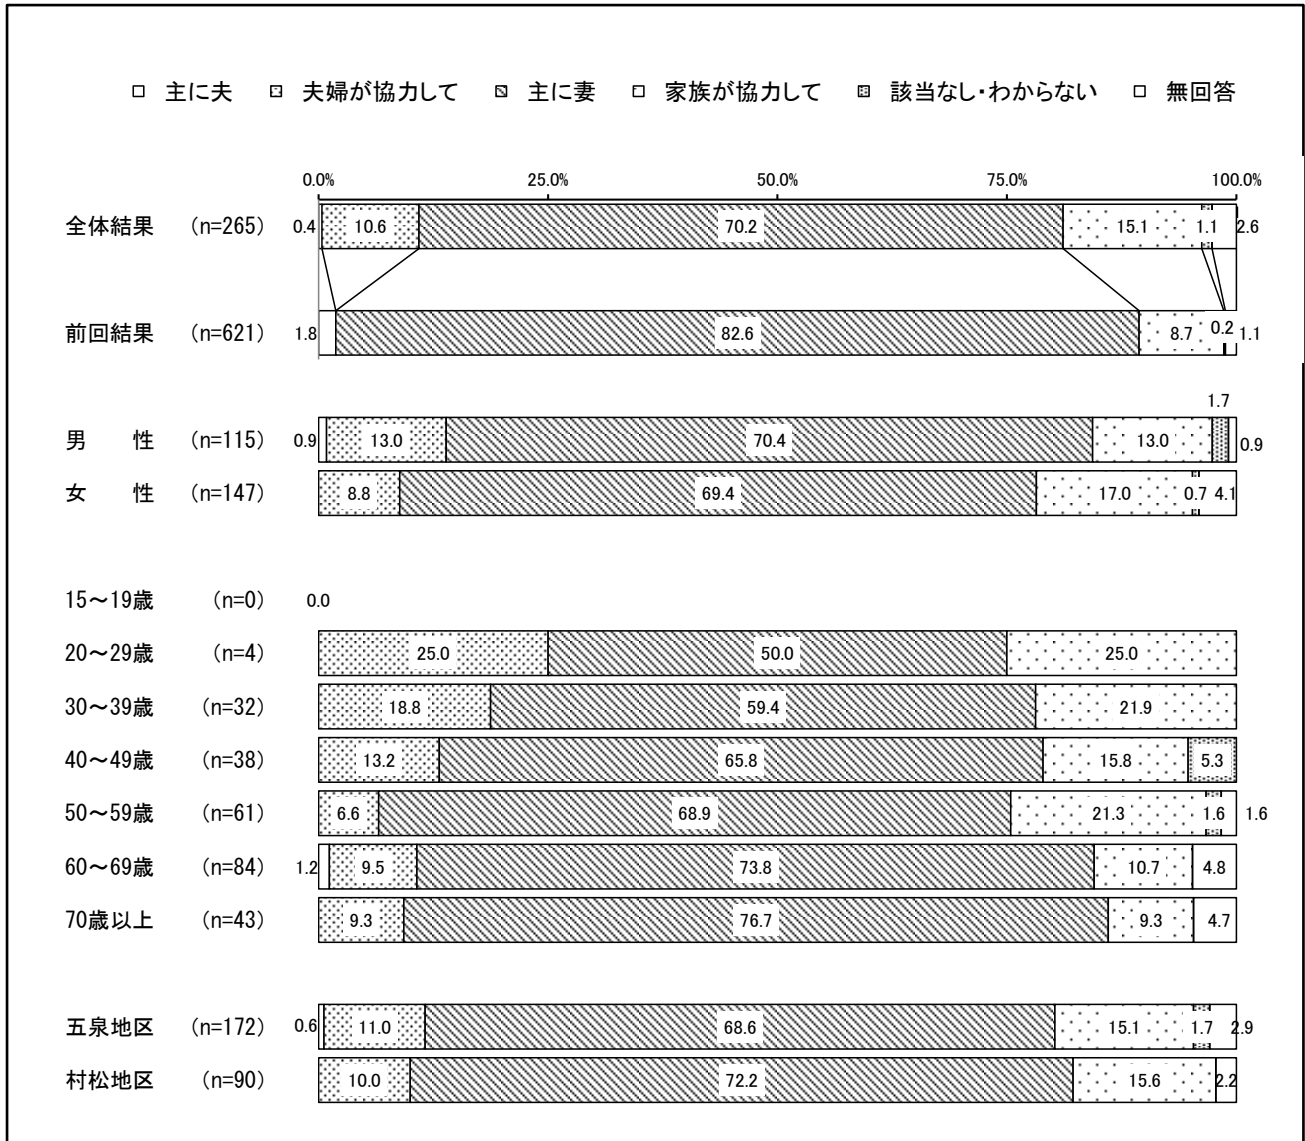 主に夫 夫婦が協力して 主に妻 家族が協力して 該当なし・わからない 無回答
0.0% 25.0% 50.0% 75.0% 100.0%
全体結果 (n=265) 0.4 10.6 70.2 15.1 1.1 2.6
前回結果 (n=621) 1.8 82.6 8.7 0.2 1.1
1.7
男 性 (n=115) 0.9 13.0 70.4 13.0 0.9
女 性 (n=147) 8.8 69.4 17.0 0.7 4.1
15～19歳 (n=0) 0.0
20～29歳 (n=4) 25.0 50.0 25.0
30～39歳 (n=32) 18.8 59.4 21.9
40～49歳 (n=38) 13.2 65.8 15.8 5.3
50～59歳 (n=61) 6.6 68.9 21.3 1.6 1.6
60～69歳 (n=84) 1.2 9.5 73.8 10.7 4.8
70歳以上 (n=43) 9.3 76.7 9.3 4.7
五泉地区 (n=172) 0.6 11.0 68.6 15.1 1.7 2.9
村松地区 (n=90) 10.0 72.2 15.6 2.2